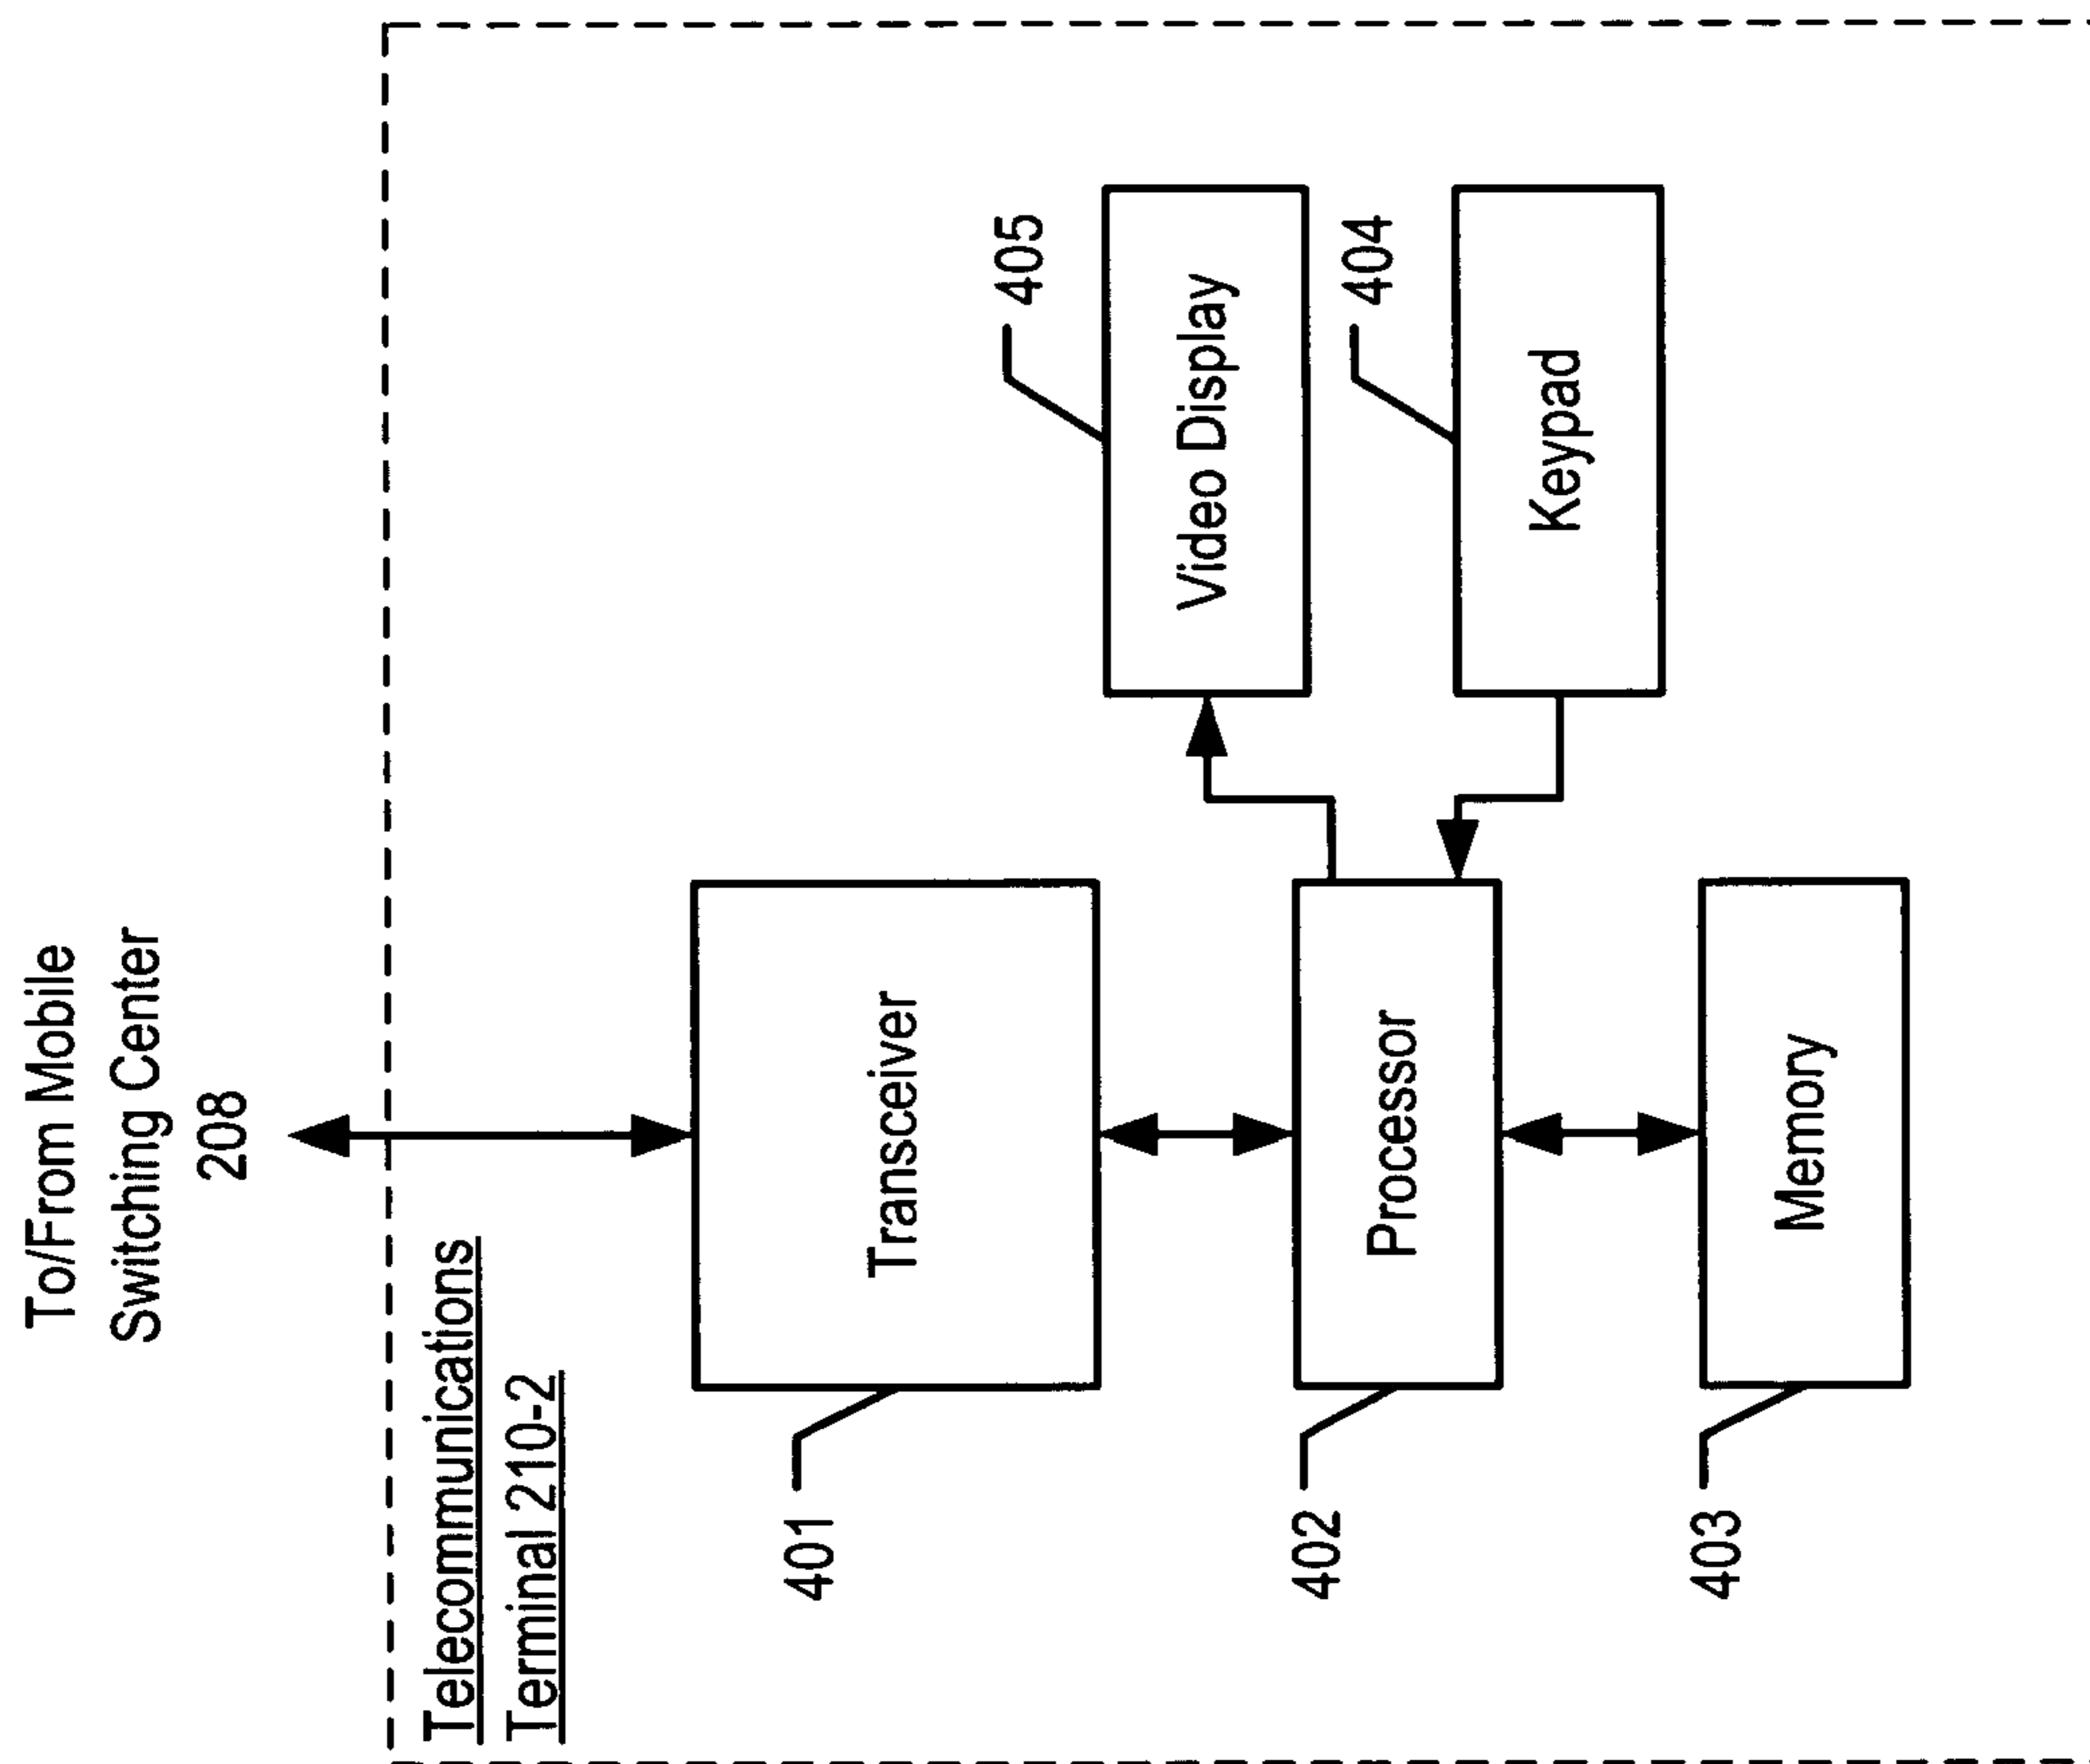 To/From Mobile
Switching Center
208
Telecommunications
Terminal 210-2
401
Transceiver
405
Video Display
402
Processor
404
Keypad
403
Memory